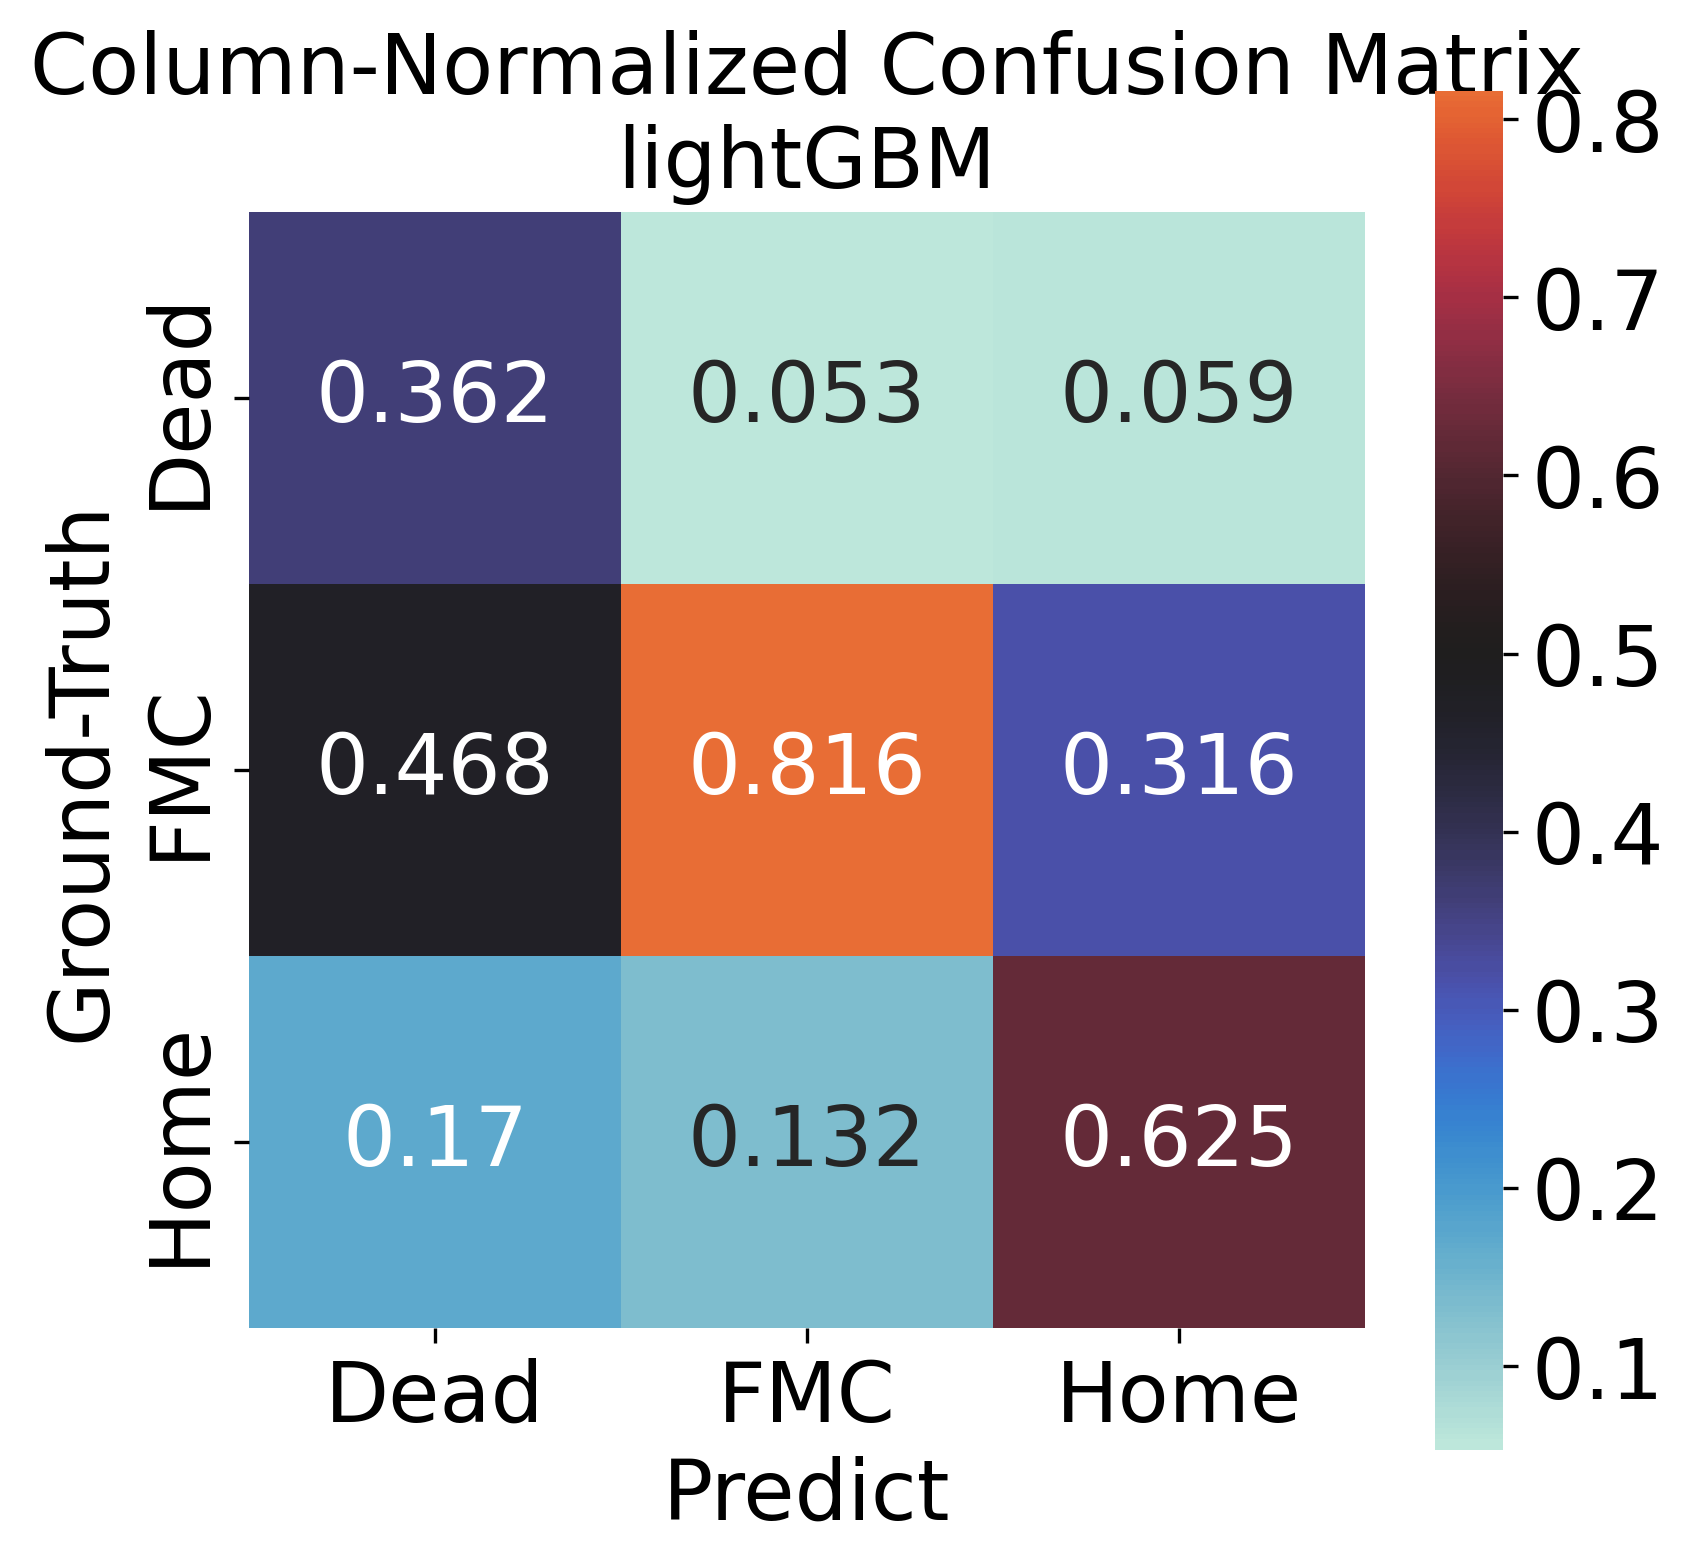 Column-Normalized Confusion Matrix
lightGBM
Ground-Truth
Dead
0.362 0.053 0.059
FMC
0.468 0.816 0.316
Home
0.17 0.132 0.625
Dead FMC Home
Predict
0.8
0.7
0.6
0.5
0.4
0.3
0.2
0.1